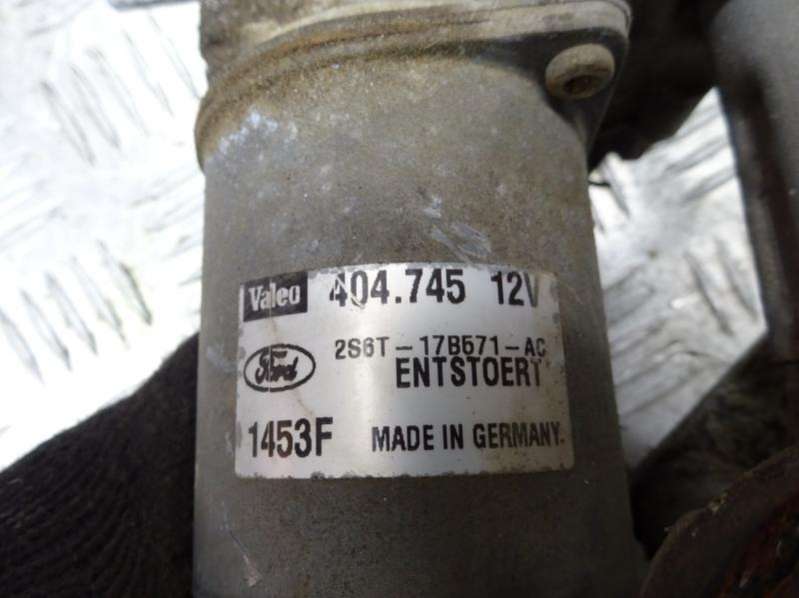 Valeo 404.745 12V
2S6T-17B571-AC
Ford ENTSTOERT
1453F MADE IN GERMANY